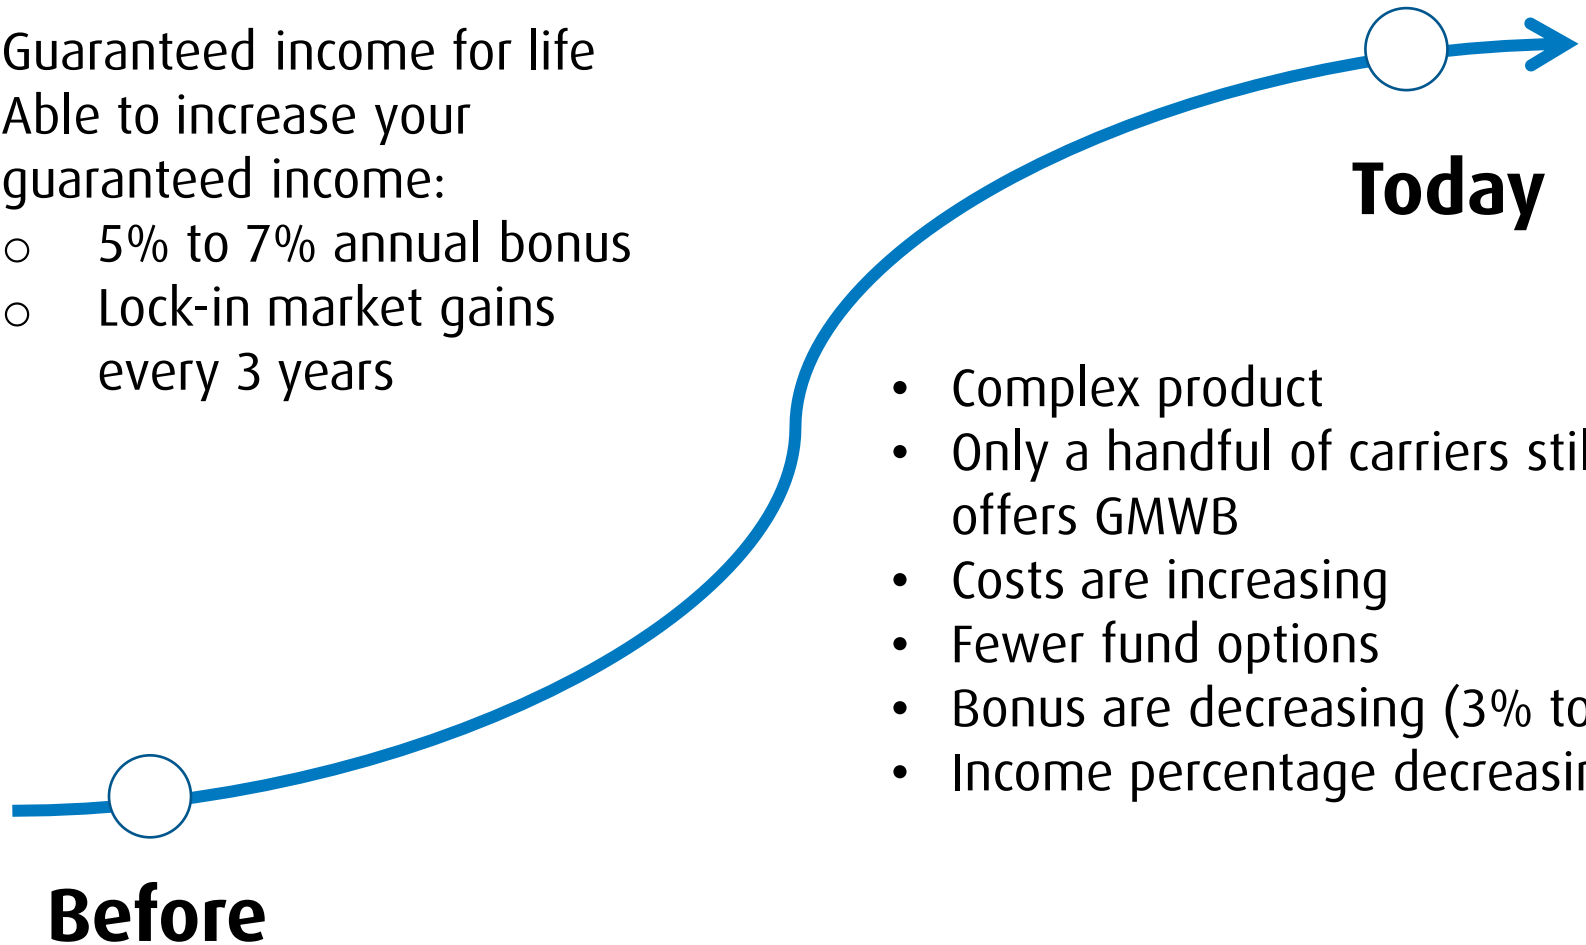 Guaranteed income for life
Able to increase your
guaranteed income:
○ 5% to 7% annual bonus
○ Lock-in market gains
every 3 years
Today
• Complex product
• Only a handful of carriers
offers GMWB
• Costs are increasing
• Fewer fund options
• Bonus are decreasing (3% to
• Income percentage
Before